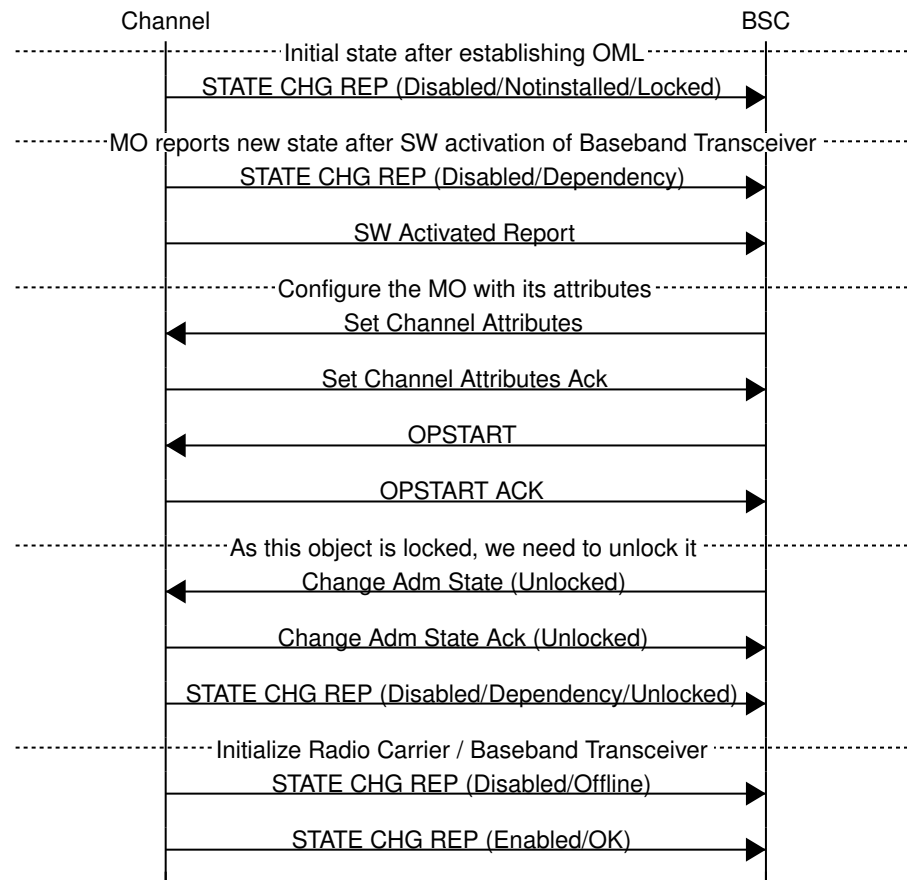 Channel BSC
Initial state after establishing OML
STATE CHG REP (Disabled/Notinstalled/Locked)
MO reports new state after SW activation of Baseband Transceiver
STATE CHG REP (Disabled/Dependency)
SW Activated Report
Configure the MO with its attributes
Set Channel Attributes
Set Channel Attributes Ack
OPSTART
OPSTART ACK
As this object is locked, we need to unlock it
Change Adm State (Unlocked)
Change Adm State Ack (Unlocked)
STATE CHG REP (Disabled/Dependency/Unlocked)
Initialize Radio Carrier / Baseband Transceiver
STATE CHG REP (Disabled/Offline)
STATE CHG REP (Enabled/OK)